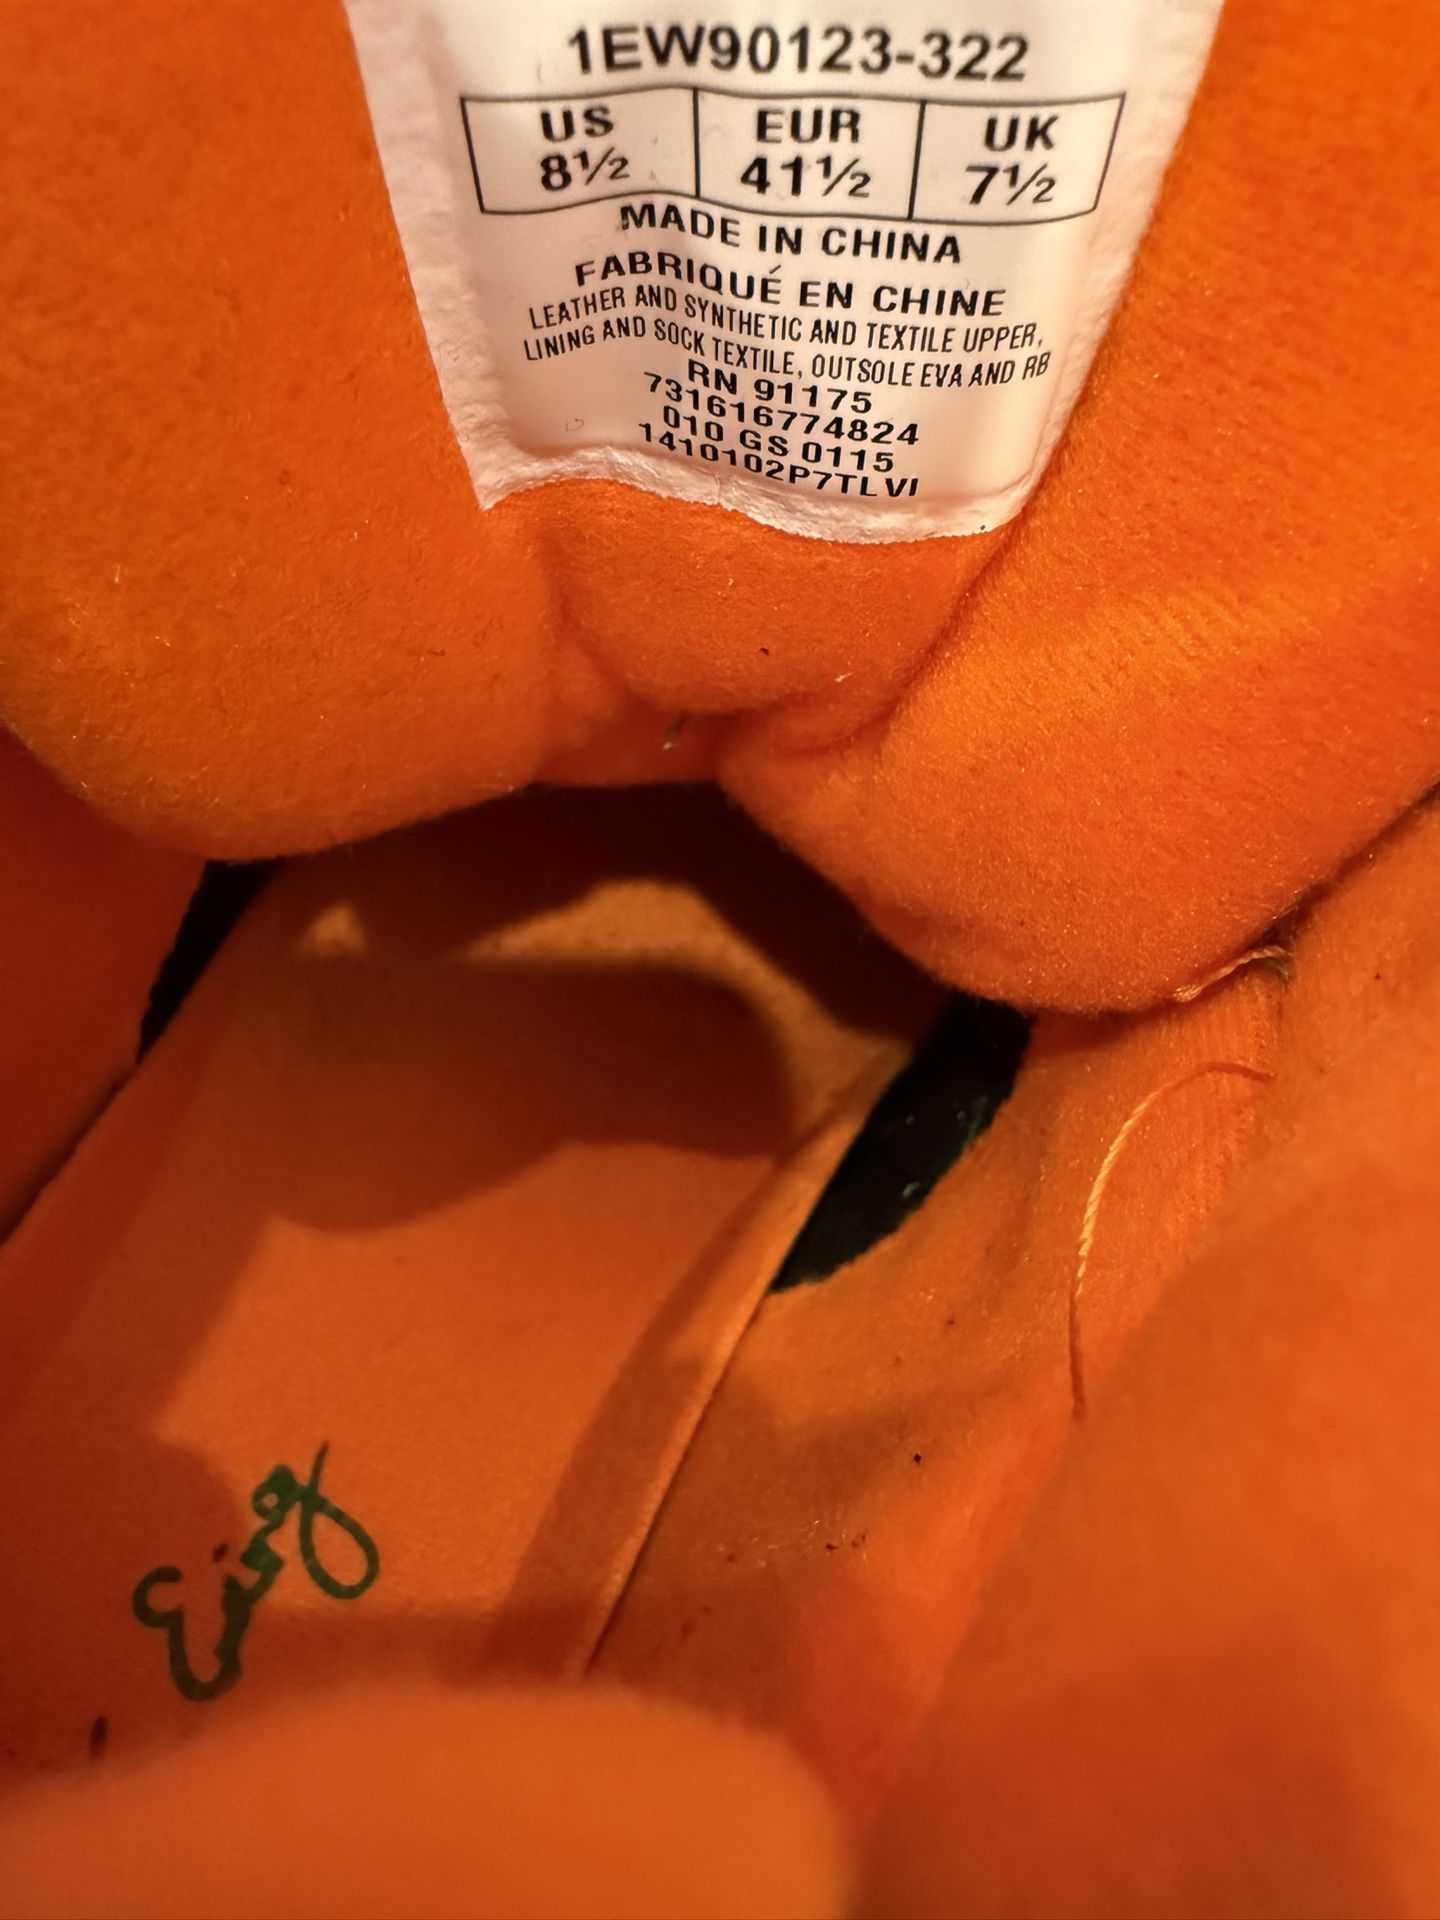 1EW90123-322
US EUR UK
8½ 41½ 7½
MADE IN CHINA
FABRIQUÉ EN CHINE
LEATHER AND SYNTHETIC AND TEXTILE UPPER,
LINING AND SOCK TEXTILE, OUTSOLE EVA AND RB
RN 91175
731616774824
010 GS 0115
1410102P7TLVI
Ewing